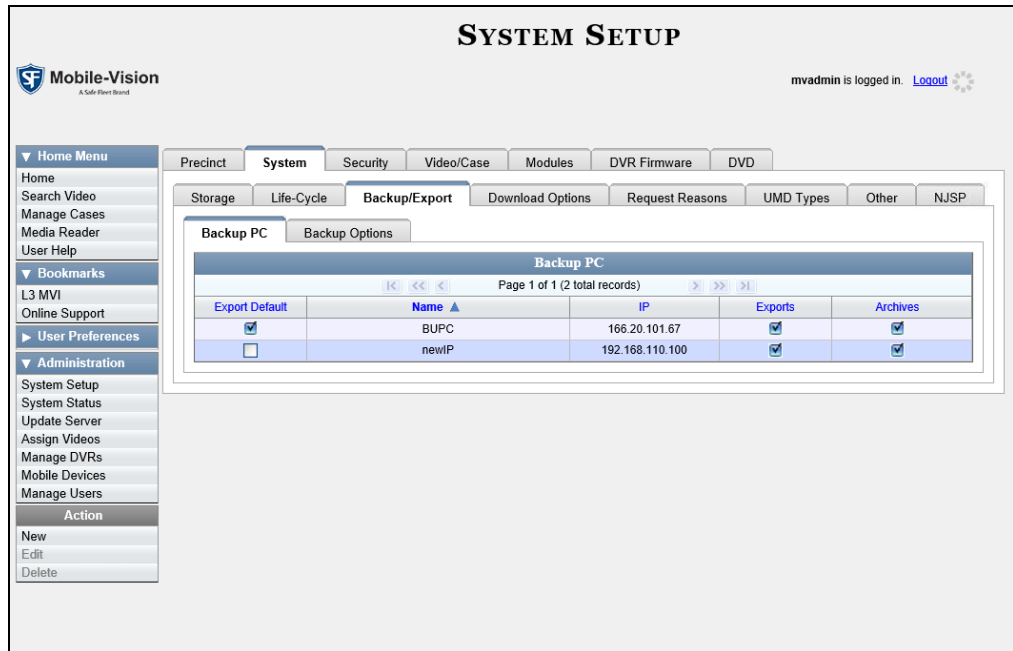 SYSTEM SETUP
SF Mobile-Vision
A Safe Fleet Brand
mvadmin is logged in. Logout
▼ Home Menu
Home
Search Video
Manage Cases
Media Reader
User Help
▼ Bookmarks
L3 MVI
Online Support
▶ User Preferences
▼ Administration
System Setup
System Status
Update Server
Assign Videos
Manage DVRs
Mobile Devices
Manage Users
Action
New
Edit
Delete
Precinct System Security Video/Case Modules DVR Firmware DVD
Storage Life-Cycle Backup/Export Download Options Request Reasons UMD Types Other NJSP
Backup PC Backup Options
Backup PC
Page 1 of 1 (2 total records)
Export Default Name ▲ IP Exports Archives
BUPC 166.20.101.67
newIP 192.168.110.100